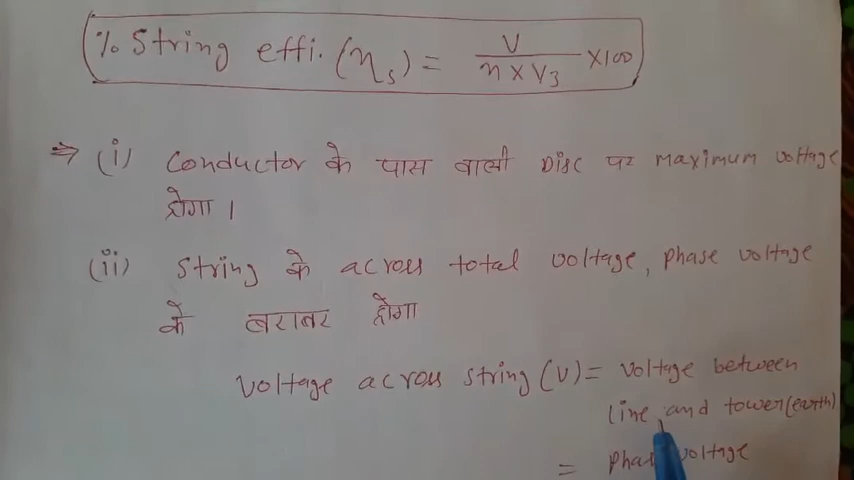 % String effi. (ηs) = V / n × V3 × 100
⇒ (i) Conductor के पास वाली Disc पर maximum voltage
होगा ।
(ii) String के across total voltage, phase voltage
के बराबर होगा
Voltage across string (V) = voltage between
line and tower (earth)
= phase voltage